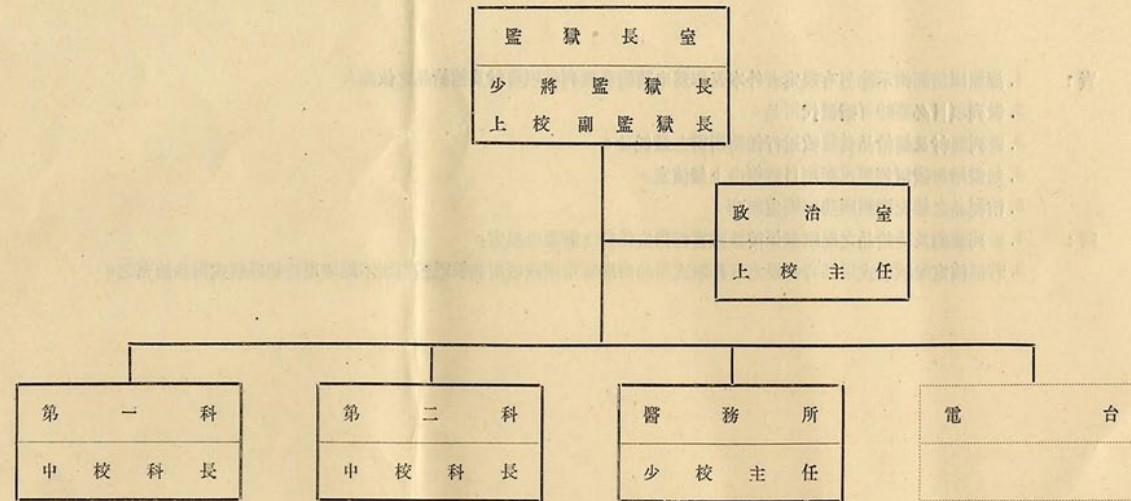 監獄長室
少將監獄長
上校副監獄長
政治室
上校主任
第一科
中校科長
第二科
中校科長
醫務所
少校主任
電台